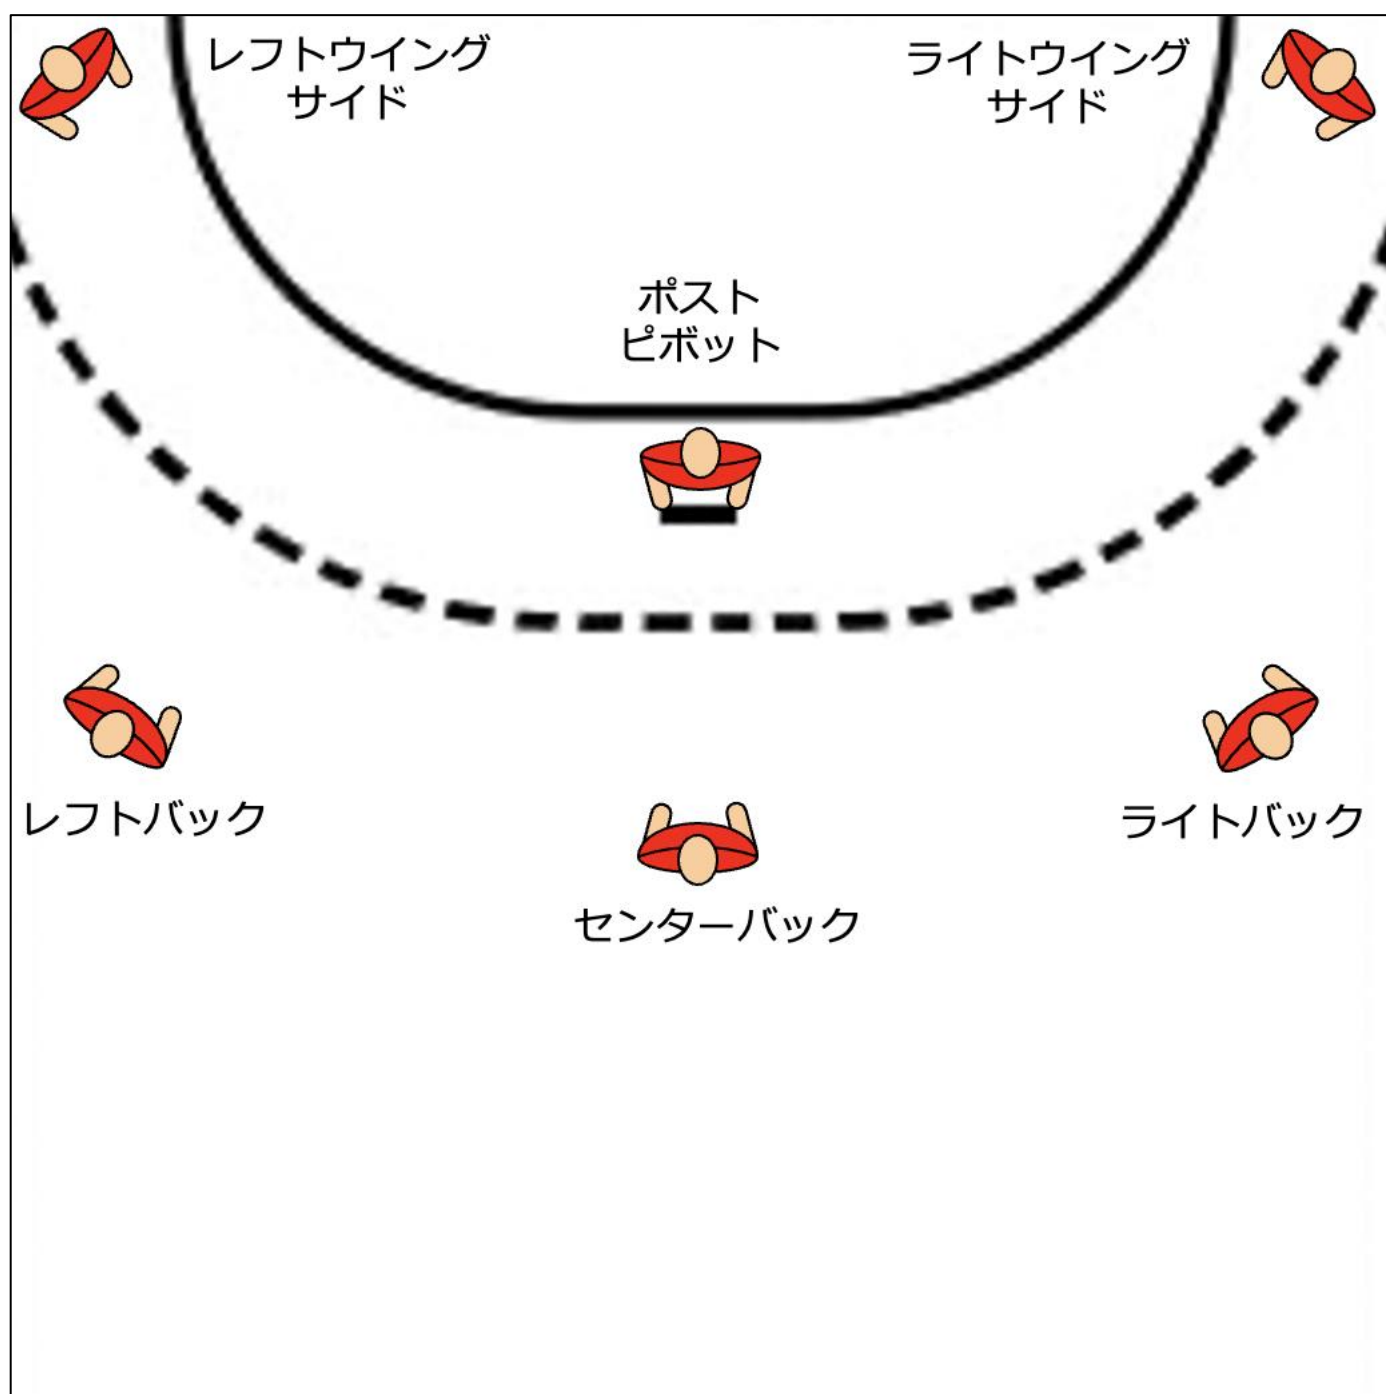 レフトウイング
サイド
ライトウイング
サイド
ポスト
ピボット
レフトバック
ライトバック
センターバック